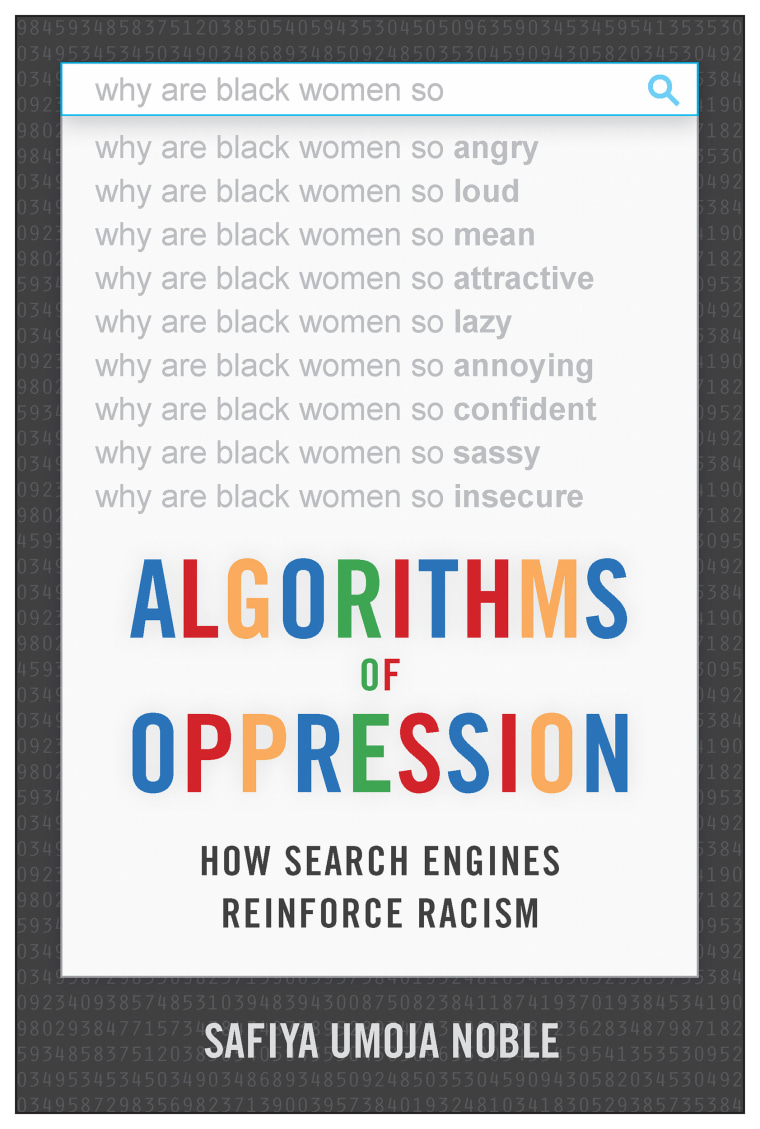 why are black women so
why are black women so angry
why are black women so loud
why are black women so mean
why are black women so attractive
why are black women so lazy
why are black women so annoying
why are black women so confident
why are black women so sassy
why are black women so insecure
ALGORITHMS
OF
OPPRESSION
HOW SEARCH ENGINES
REINFORCE RACISM
SAFIYA UMOJA NOBLE